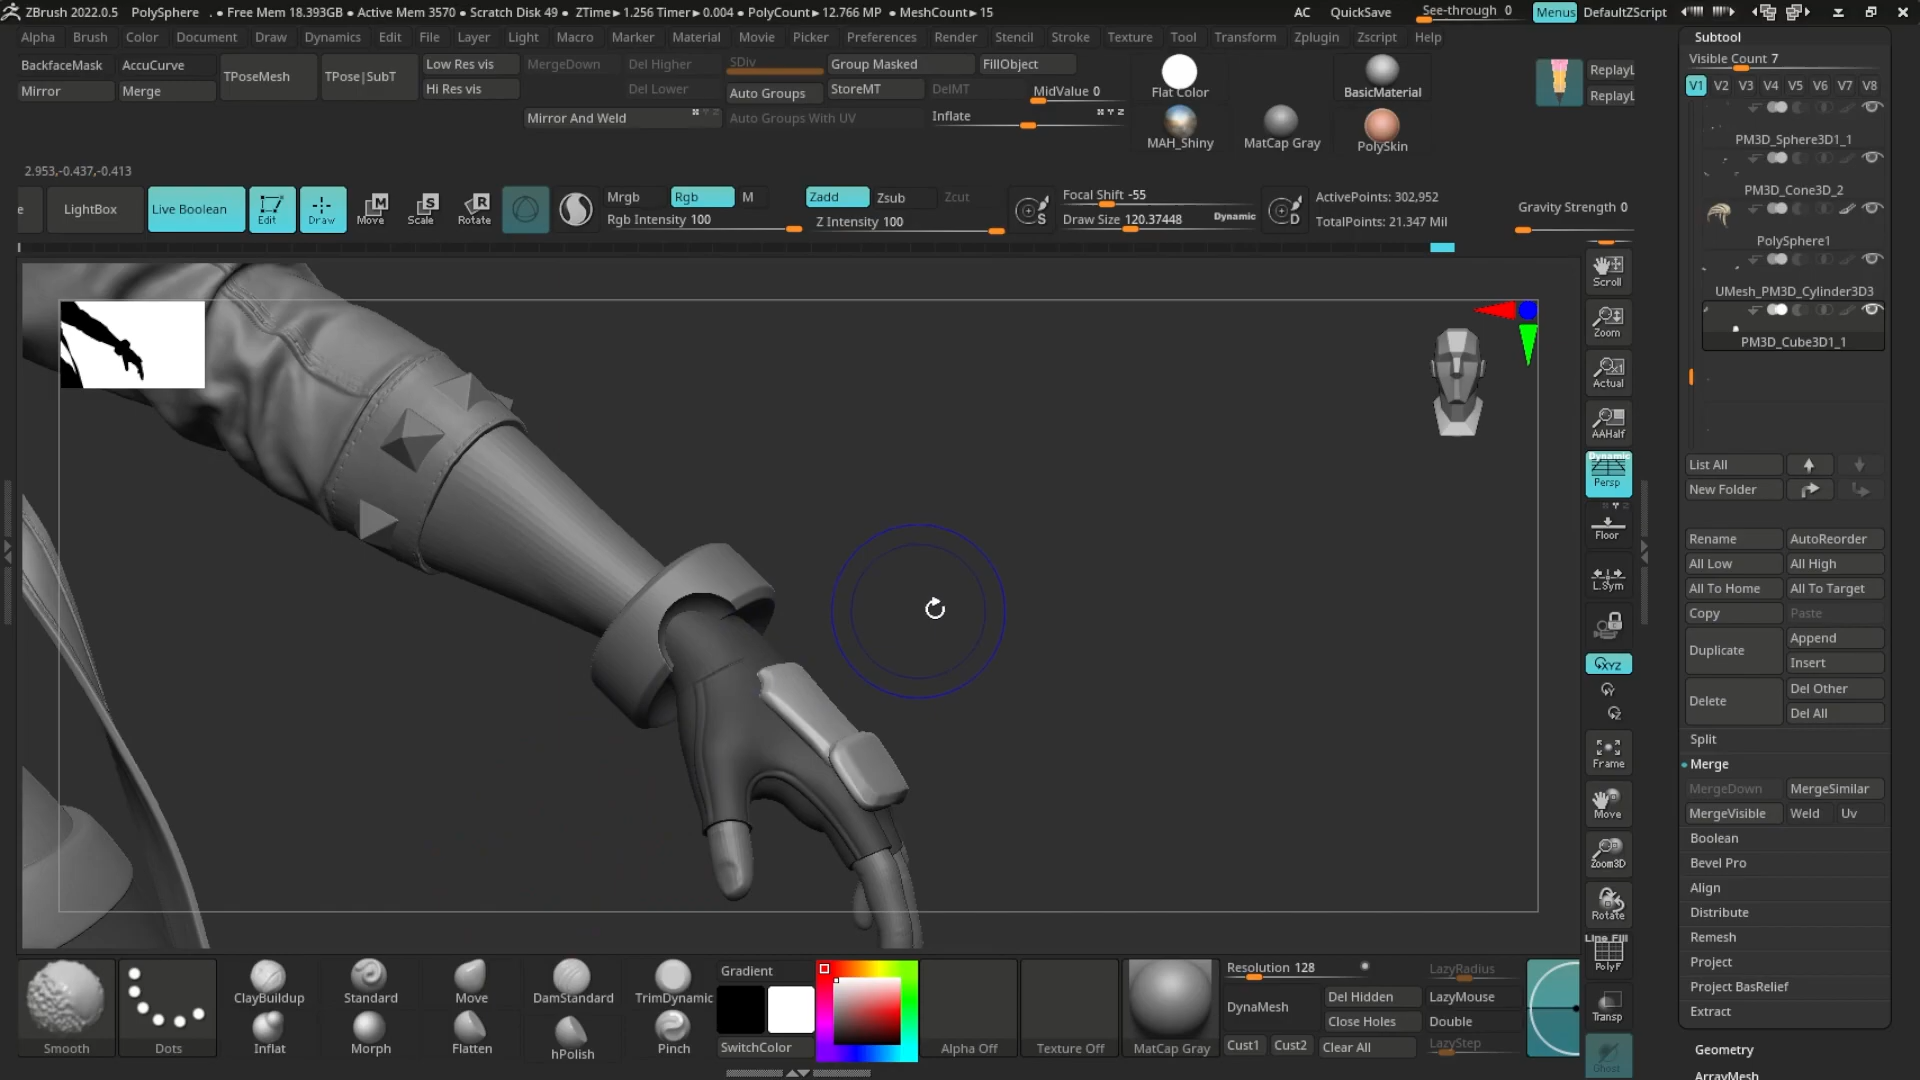 ZBrush 2022.0.5 PolySphere . • Free Mem 18.393GB • Active Mem 3570 • Scratch Disk 49 • ZTime▸1.256 Timer▸0.004 • PolyCount▸12.766 MP • MeshCount▸15
AC QuickSave See-through 0 Menus DefaultZScript
Alpha Brush Color Document Draw Dynamics Edit File Layer Light Macro Marker Material Movie Picker Preferences Render Stencil Stroke Texture Tool Transform Zplugin Zscript Help
BackfaceMask AccuCurve
Mirror Merge
TPoseMesh TPose|SubT
Low Res vis MergeDown Del Higher SDiv Group Masked FillObject
Hi Res vis Del Lower Auto Groups StoreMT DelMT MidValue 0
Mirror And Weld Auto Groups With UV Inflate
Flat Color BasicMaterial
MAH_Shiny MatCap Gray PolySkin
ReplayL
ReplayL
2.953,-0.437,-0.413
e LightBox Live Boolean Edit Draw Move Scale Rotate
Mrgb Rgb M Zadd Zsub Zcut
Rgb Intensity 100 Z Intensity 100
Focal Shift -55
Draw Size 120.37448 Dynamic
S D
ActivePoints: 302,952
TotalPoints: 21.347 Mil
Gravity Strength 0
Scroll
Zoom
Actual
AAHalf
Dynamic
Persp
Floor
L.Sym
XYZ
Frame
Move
Zoom3D
Rotate
Line Fill
PolyF
Transp
Ghost
Subtool
Visible Count 7
V1 V2 V3 V4 V5 V6 V7 V8
PM3D_Sphere3D1_1
PM3D_Cone3D_2
PolySphere1
UMesh_PM3D_Cylinder3D3
PM3D_Cube3D1_1
List All
New Folder
Rename AutoReorder
All Low All High
All To Home All To Target
Copy Paste
Duplicate Append
Insert
Delete Del Other
Del All
Split
Merge
MergeDown MergeSimilar
MergeVisible Weld Uv
Boolean
Bevel Pro
Align
Distribute
Remesh
Project
Project BasRelief
Extract
Geometry
ArrayMesh
Smooth Dots
ClayBuildup Standard Move DamStandard TrimDynamic
Inflat Morph Flatten hPolish Pinch
Gradient
SwitchColor
Alpha Off Texture Off MatCap Gray
Resolution 128
DynaMesh
Cust1 Cust2
Del Hidden
Close Holes
Clear All
LazyRadius
LazyMouse
Double
LazyStep